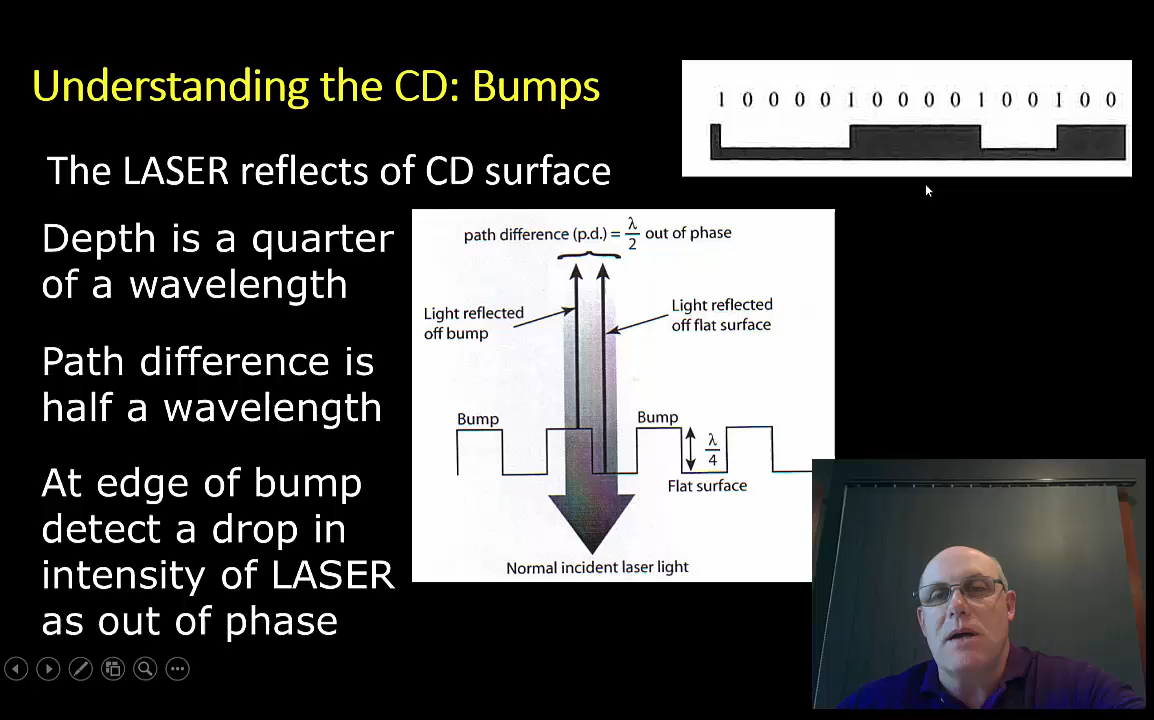 Understanding the CD: Bumps
1 0 0 0 0 1 0 0 0 0 1 0 0 1 0 0
The LASER reflects of CD surface
Depth is a quarter
of a wavelength
Path difference is
half a wavelength
At edge of bump
detect a drop in
intensity of LASER
as out of phase
path difference (p.d.) = λ/2 out of phase
Light reflected
off bump
Light reflected
off flat surface
Bump
Bump
λ/4
Flat surface
Normal incident laser light